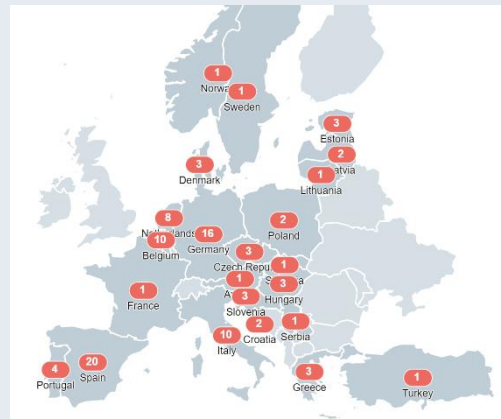 1
Norwa
1
Sweden
3
Estonia
2
atvia
1
Lithuania
3
Denmark
8
N lands
10
Belgium
16
Germany
2
Poland
3
Czech Repu
1
S a
1
A
3
Hungary
3
Slovenia
1
France
2
Croatia
1
Serbia
10
Italy
4
Portugal
20
Spain
3
Greece
1
Turkey